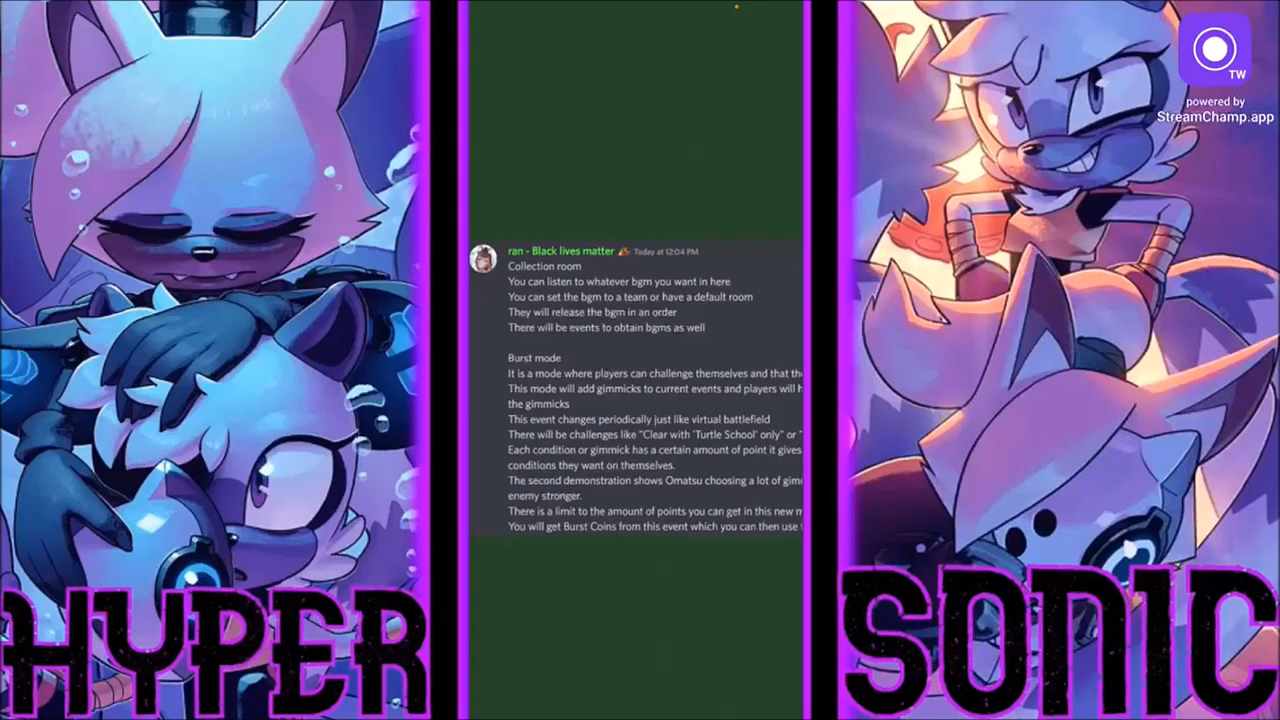 TW
powered by
StreamChamp.app
ran - Black lives matter Today at 12:04 PM
Collection room
You can listen to whatever bgm you want in here
You can set the bgm to a team or have a default room
They will release the bgm in an order
There will be events to obtain bgms as well
Burst mode
It is a mode where players can challenge themselves and that
This mode will add gimmicks to current events and players will
the gimmicks
This event changes periodically just like virtual battlefield
There will be challenges like "Clear with 'Turtle School' only" or "
Each condition or gimmick has a certain amount of point it gives
conditions they want on themselves.
The second demonstration shows Omatsu choosing a lot of
enemy stronger.
There is a limit to the amount of points you can get in this new
You will get Burst Coins from this event which you can then use
HYPER
SONIC